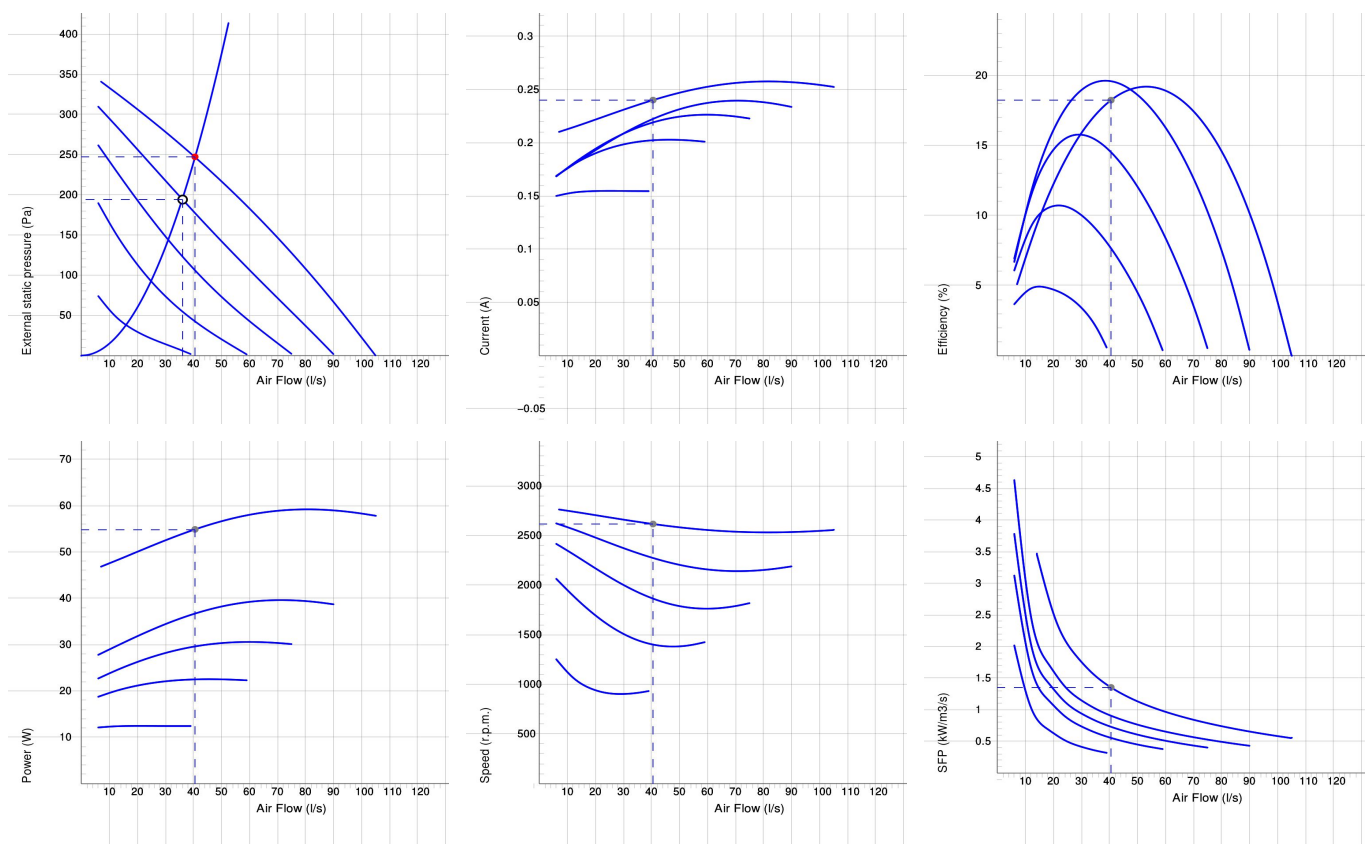 External static pressure (Pa)
400
350
300
250
200
150
100
50
10 20 30 40 50 60 70 80 90 100 110 120
Air Flow (l/s)
Current (A)
0.3
0.25
0.2
0.15
0.1
0.05
−0.05
10 20 30 40 50 60 70 80 90 100 110 120
Air Flow (l/s)
Efficiency (%)
20
15
10
5
10 20 30 40 50 60 70 80 90 100 110 120
Air Flow (l/s)
Power (W)
70
60
50
40
30
20
10
10 20 30 40 50 60 70 80 90 100 110 120
Air Flow (l/s)
Speed (r.p.m.)
3000
2500
2000
1500
1000
500
10 20 30 40 50 60 70 80 90 100 110 120
Air Flow (l/s)
SFP (kW/m3/s)
5
4.5
4
3.5
3
2.5
2
1.5
1
0.5
10 20 30 40 50 60 70 80 90 100 110 120
Air Flow (l/s)